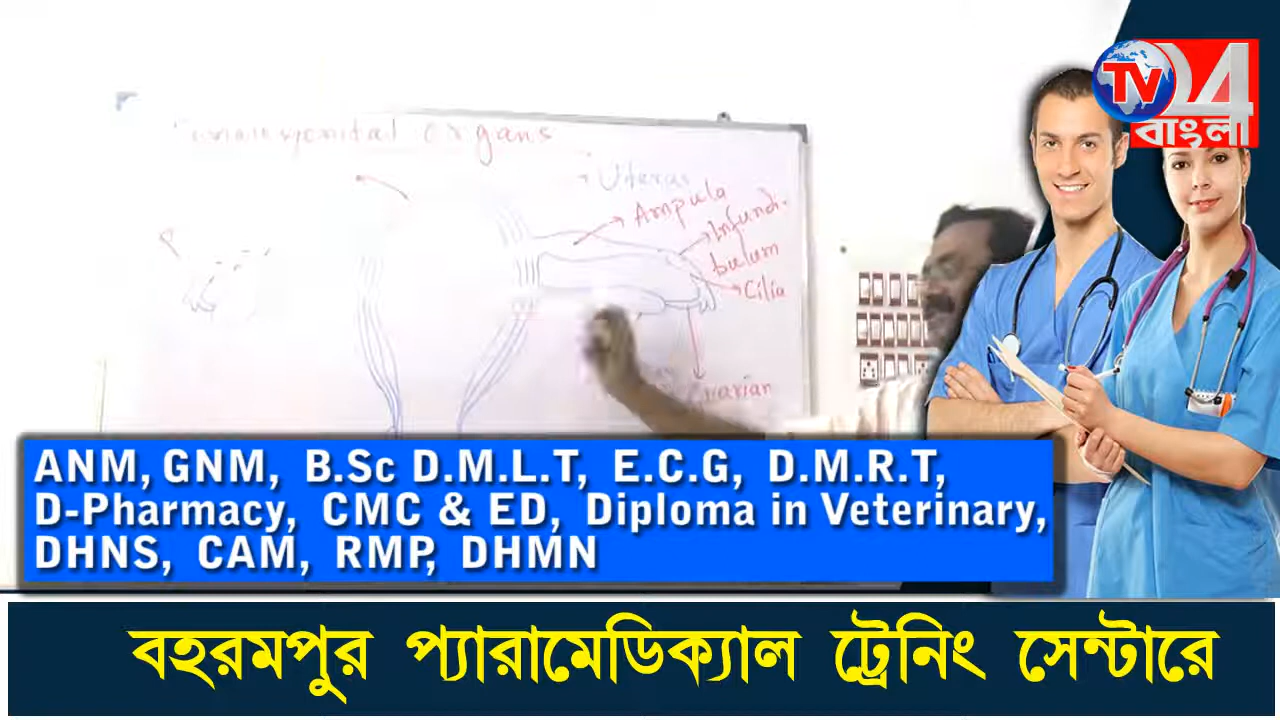 TV 24
বাংলা
organs
Uterus
Ampula
Infundi-
bulum
Cilia
ANM, GNM, B.Sc D.M.L.T, E.C.G, D.M.R.T,
D-Pharmacy, CMC & ED, Diploma in Veterinary,
DHNS, CAM, RMP, DHMN
বহরমপুর প্যারামেডিক্যাল ট্রেনিং সেন্টারে